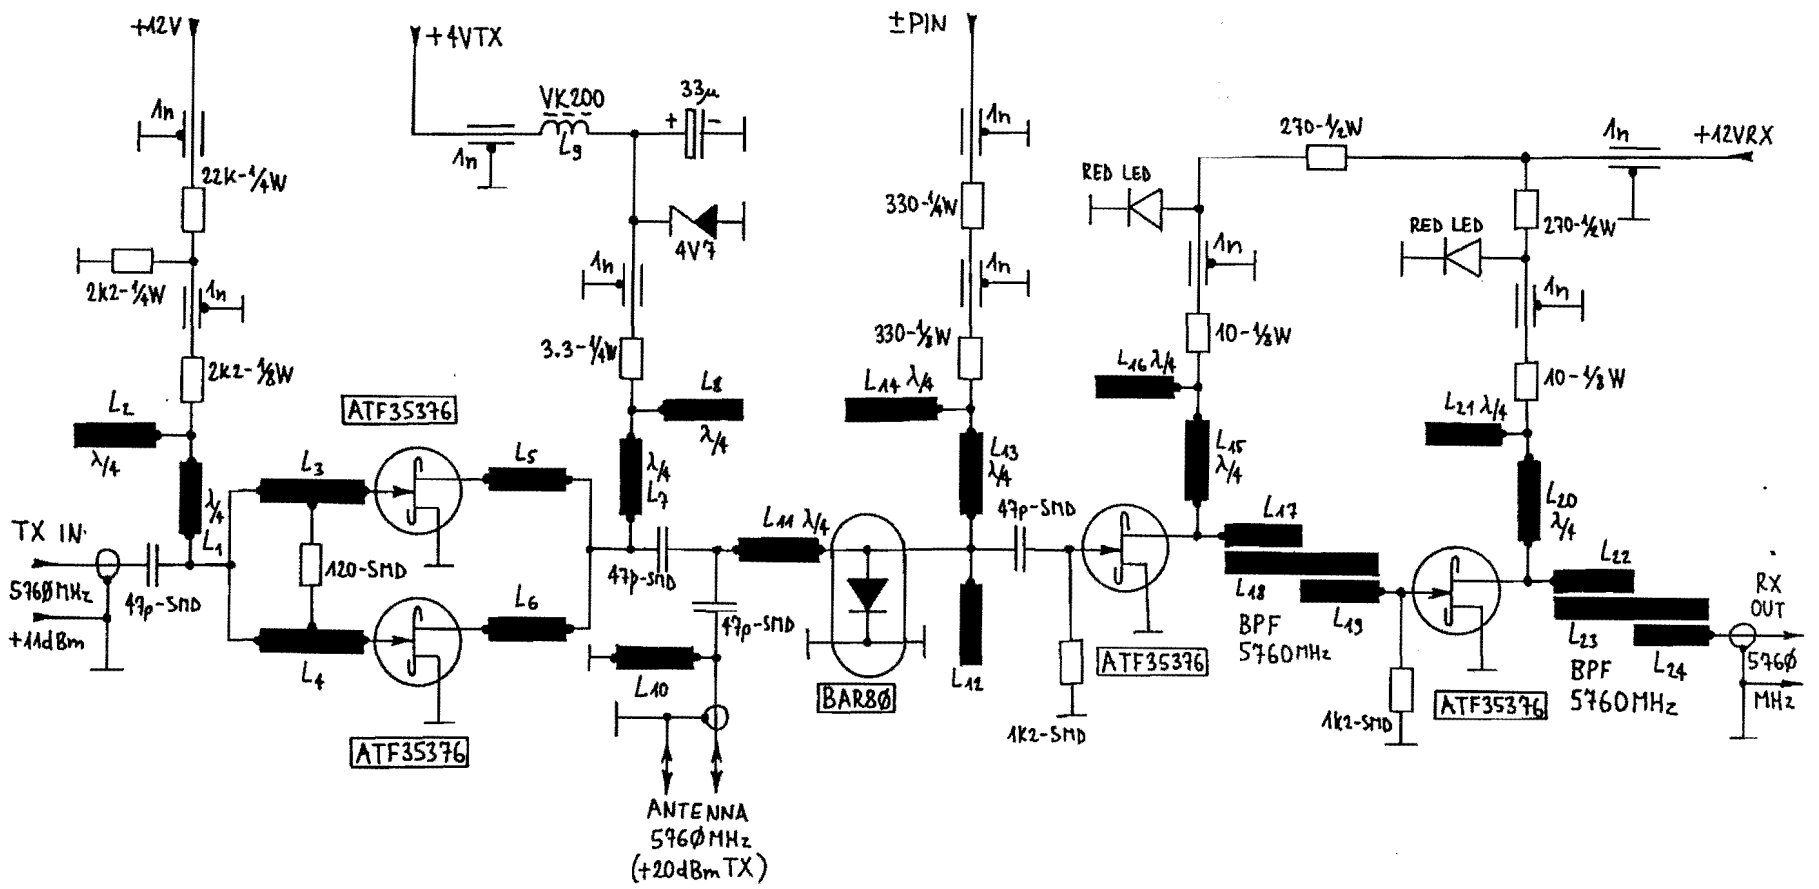 +12V
+4VTX
±PIN
1n
22K-¼W
2K2-¼W
1n
2K2-⅛W
L2
λ/4
λ/4
L1
TX IN
5760MHz
+11dBm
47p-SMD
ATF35376
L3
120-SMD
L4
ATF35376
L5
L6
VK200
L9
1n
33μ
+
-
4V7
1n
3.3-¼W
L8
λ/4
λ/4
L7
47p-SMD
47p-SMD
L10
ANTENNA
5760MHz
(+20dBm TX)
L11 λ/4
BAR80
1n
330-¼W
1n
330-⅛W
L14 λ/4
L13
λ/4
L12
47p-SMD
1K2-SMD
ATF35376
RED LED
270-½W
1n
+12VRX
1n
10-⅛W
L16 λ/4
L15
λ/4
L17
L18
L19
BPF
5760MHz
RED LED
270-½W
1n
10-⅛W
L21 λ/4
L20
λ/4
1K2-SMD
ATF35376
L22
L23
L24
BPF
5760MHz
RX
OUT
5760
MHz